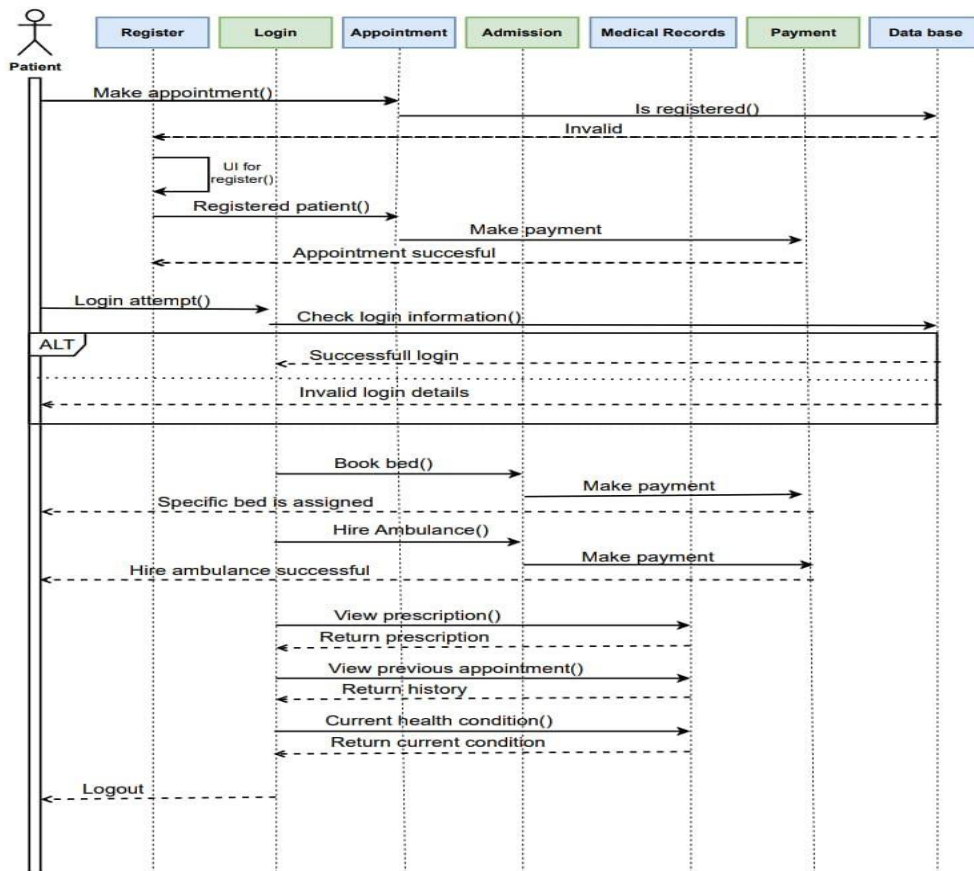 Register
Login
Appointment
Admission
Medical Records
Payment
Data base
Patient
Make appointment()
Is registered()
Invalid
UI for
register()
Registered patient()
Make payment
Appointment succesful
Login attempt()
Check login information()
ALT
Successfull login
Invalid login details
Book bed()
Make payment
Specific bed is assigned
Hire Ambulance()
Make payment
Hire ambulance successful
View prescription()
Return prescription
View previous appointment()
Return history
Current health condition()
Return current condition
Logout